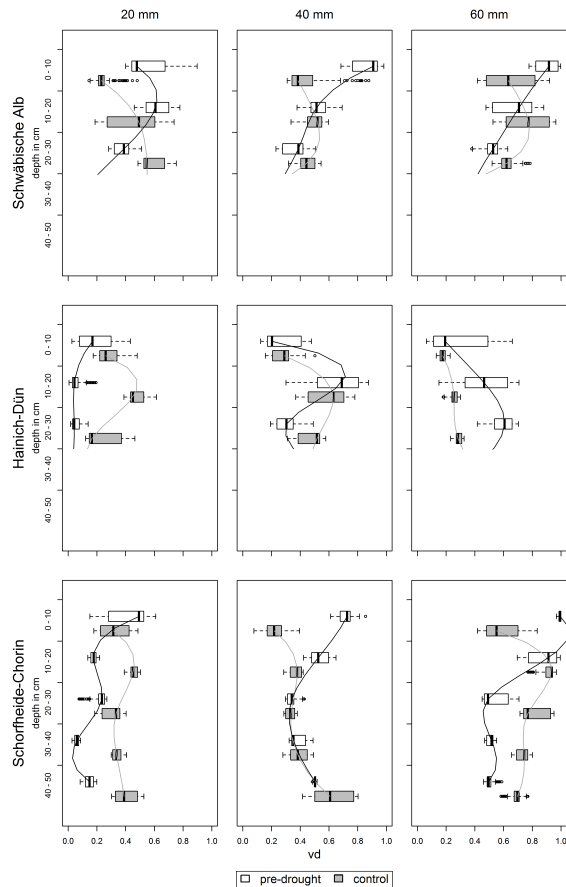 20 mm 40 mm 60 mm
Schwäbische Alb
depth in cm
0 - 10
10 - 20
20 - 30
30 - 40
40 - 50
Hainich-Dün
depth in cm
0 - 10
10 - 20
20 - 30
30 - 40
40 - 50
Schorfheide-Chorin
depth in cm
0 - 10
10 - 20
20 - 30
30 - 40
40 - 50
0.0 0.2 0.4 0.6 0.8 1.0 0.0 0.2 0.4 0.6 0.8 1.0 0.0 0.2 0.4 0.6 0.8 1.0
vd
pre-drought control